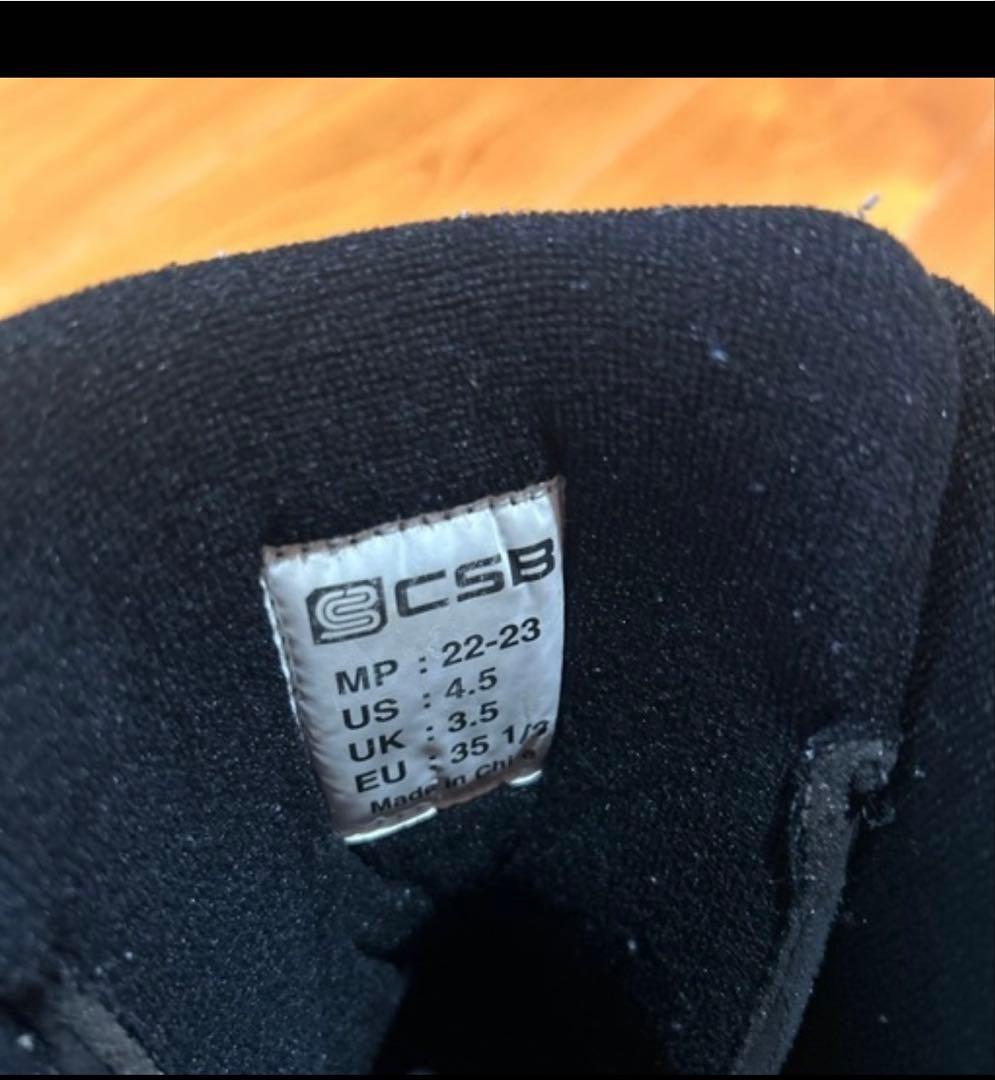 CSB
MP : 22-23
US : 4.5
UK : 3.5
EU : 35 1/2
Made in China